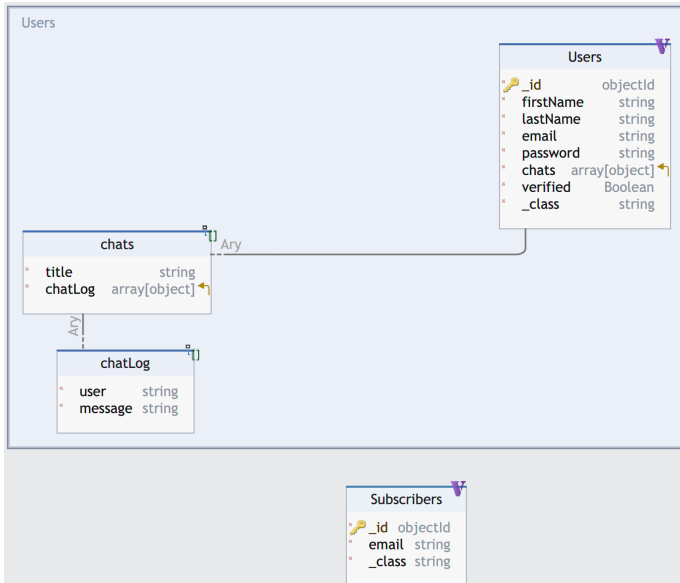 Users
Users
_id objectId
firstName string
lastName string
email string
password string
chats array[object]
verified Boolean
_class string
chats
Ary
title string
chatLog array[object]
Ary
chatLog
user string
message string
Subscribers
_id objectId
email string
_class string